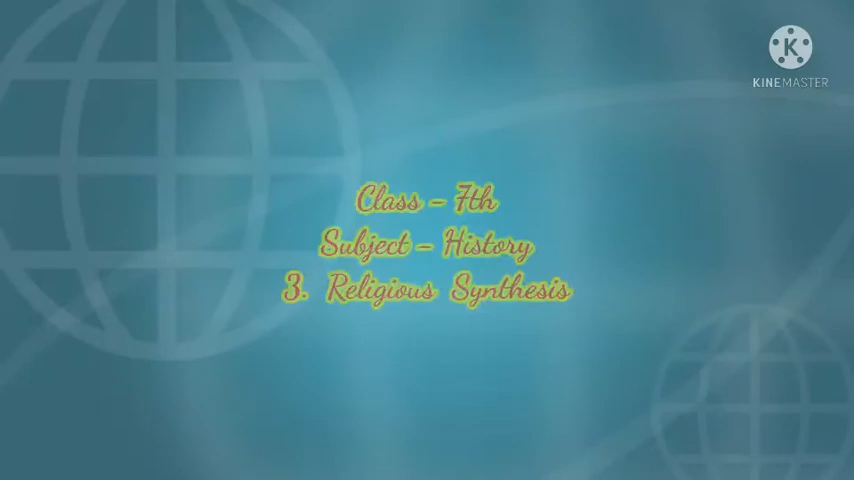 K
KINEMASTER
Class - 7th
Subject - History
3. Religious Synthesis